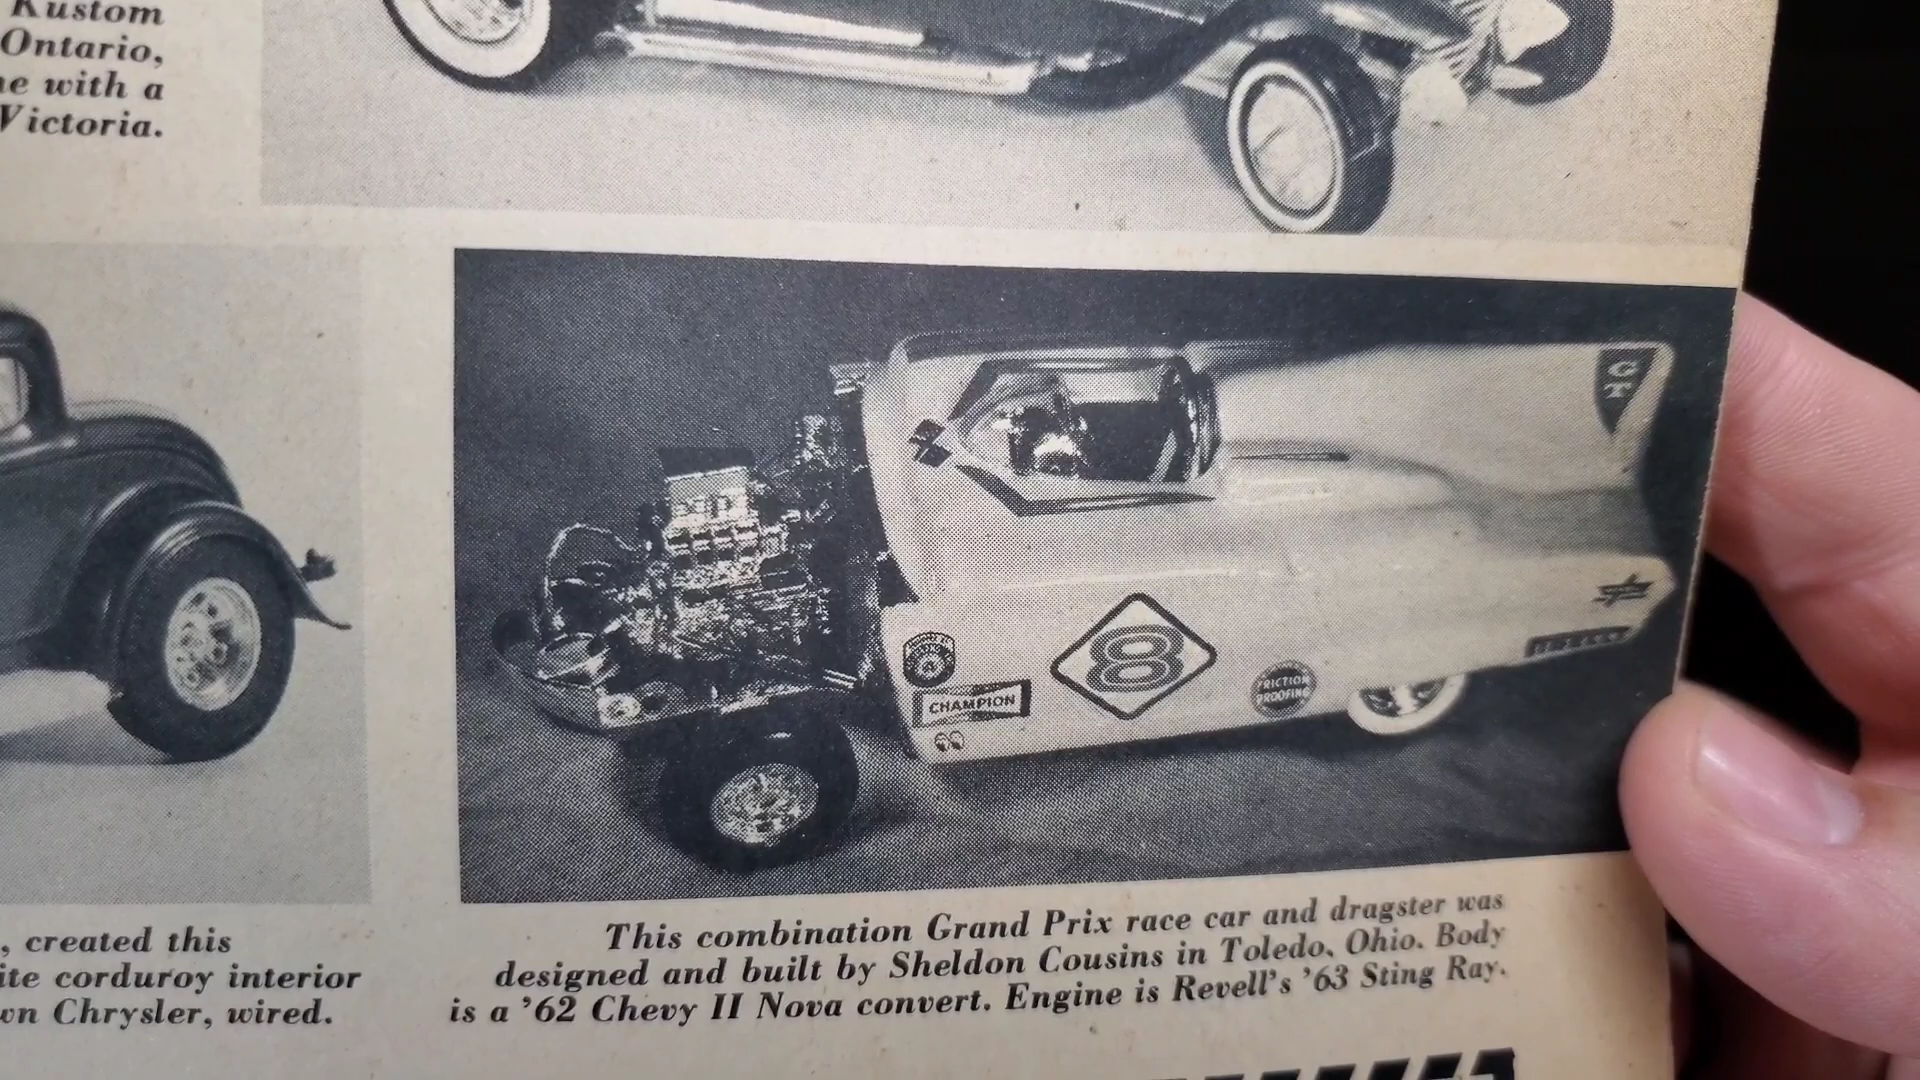 Kustom
Ontario,
ne with a
Victoria.
GT
8
CHAMPION
FRICTION
PROOFING
, created this
ite corduroy interior
wn Chrysler, wired.
This combination Grand Prix race car and dragster was
designed and built by Sheldon Cousins in Toledo, Ohio. Body
is a '62 Chevy II Nova convert. Engine is Revell's '63 Sting Ray.